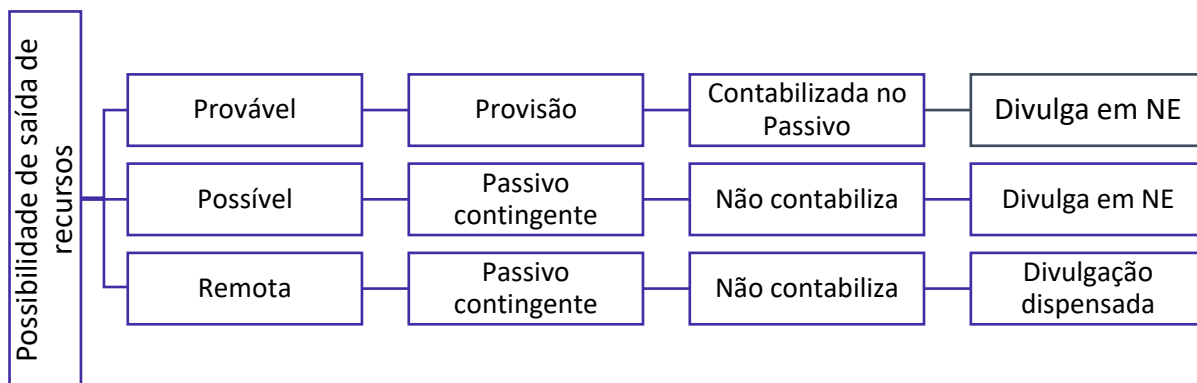 Possibilidade de saída de
recursos
Provável
Provisão
Contabilizada no
Passivo
Divulga em NE
Possível
Passivo
contingente
Não contabiliza
Divulga em NE
Remota
Passivo
contingente
Não contabiliza
Divulgação
dispensada